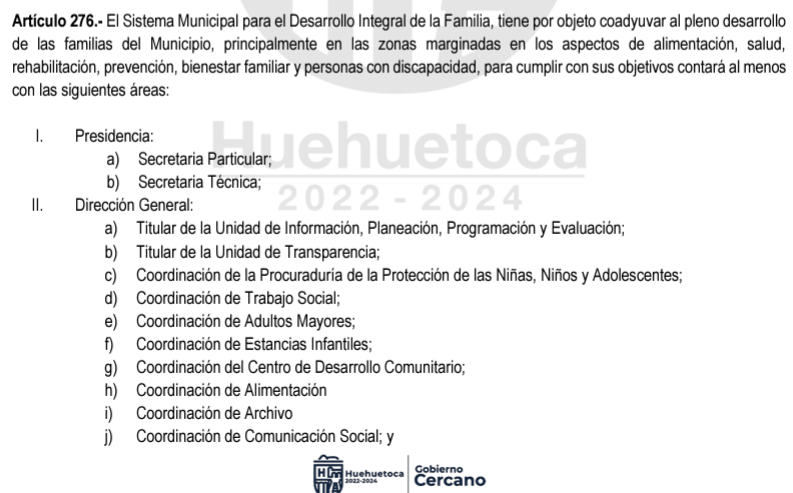 Artículo 276.- El Sistema Municipal para el Desarrollo Integral de la Familia, tiene por objeto coadyuvar al pleno desarrollo
de las familias del Municipio, principalmente en las zonas marginadas en los aspectos de alimentación, salud,
rehabilitación, prevención, bienestar familiar y personas con discapacidad, para cumplir con sus objetivos contará al menos
con las siguientes áreas:
I. Presidencia:
a) Secretaria Particular;
b) Secretaria Técnica;
II. Dirección General:
a) Titular de la Unidad de Información, Planeación, Programación y Evaluación;
b) Titular de la Unidad de Transparencia;
c) Coordinación de la Procuraduría de la Protección de las Niñas, Niños y Adolescentes;
d) Coordinación de Trabajo Social;
e) Coordinación de Adultos Mayores;
f) Coordinación de Estancias Infantiles;
g) Coordinación del Centro de Desarrollo Comunitario;
h) Coordinación de Alimentación
i) Coordinación de Archivo
j) Coordinación de Comunicación Social; y
Huehuetoca
2022 - 2024
Huehuetoca
2022-2024
Gobierno
Cercano